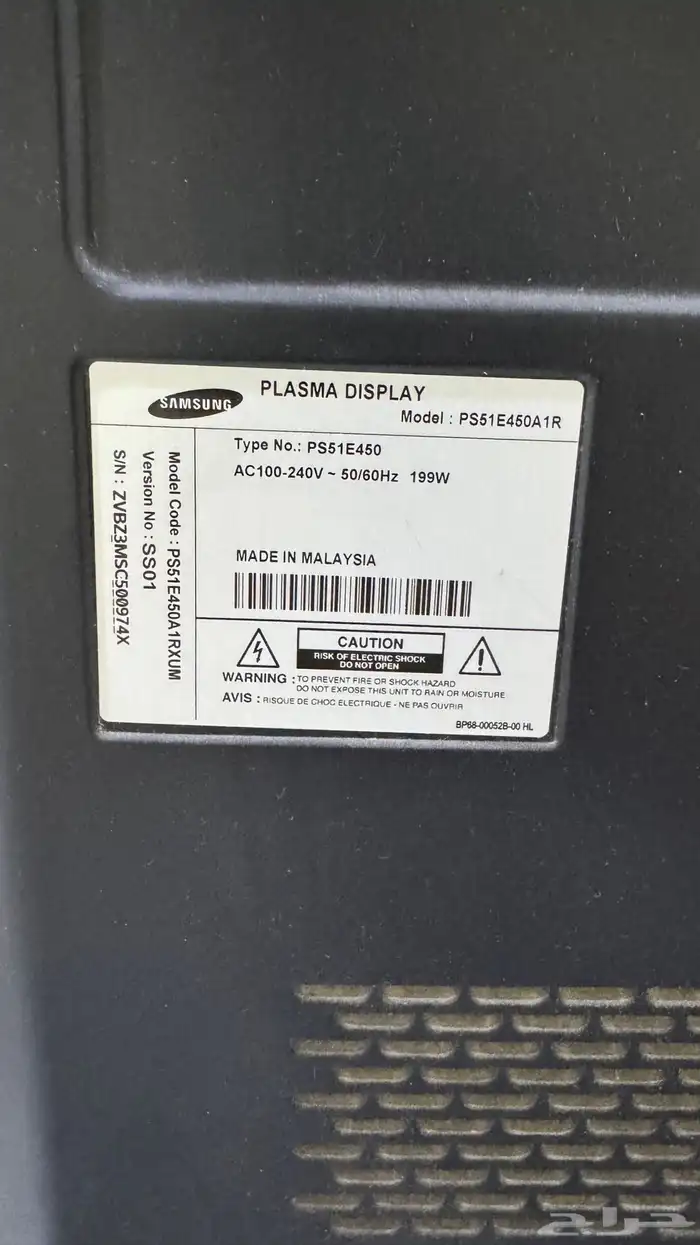 SAMSUNG
PLASMA DISPLAY
Model : PS51E450A1R
Type No.: PS51E450
AC100-240V ~ 50/60Hz 199W
MADE IN MALAYSIA
Model Code : PS51E450A1RXUM
Version No : SS01
S/N : ZVBZ3MSC500974X
CAUTION
RISK OF ELECTRIC SHOCK
DO NOT OPEN
WARNING : TO PREVENT FIRE OR SHOCK HAZARD
DO NOT EXPOSE THIS UNIT TO RAIN OR MOISTURE
AVIS : RISQUE DE CHOC ELECTRIQUE - NE PAS OUVRIR
BP68-00052B-00 HL
حراج